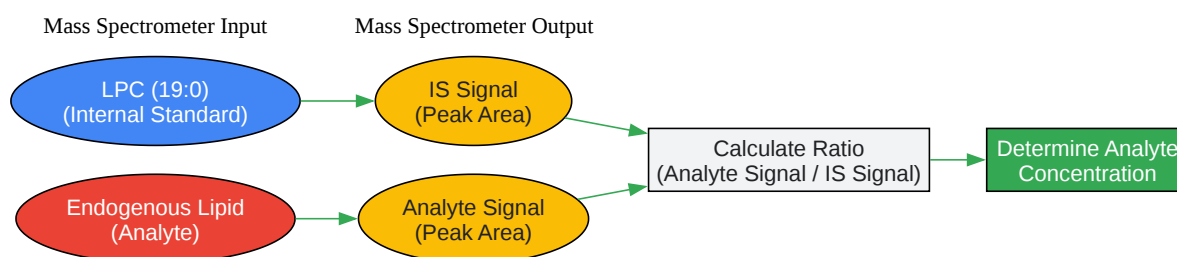 Mass Spectrometer Input
Mass Spectrometer Output
LPC (19:0)
(Internal Standard)
IS Signal
(Peak Area)
Calculate Ratio
(Analyte Signal / IS Signal)
Determine Analyte
Concentration
Endogenous Lipid
(Analyte)
Analyte Signal
(Peak Area)